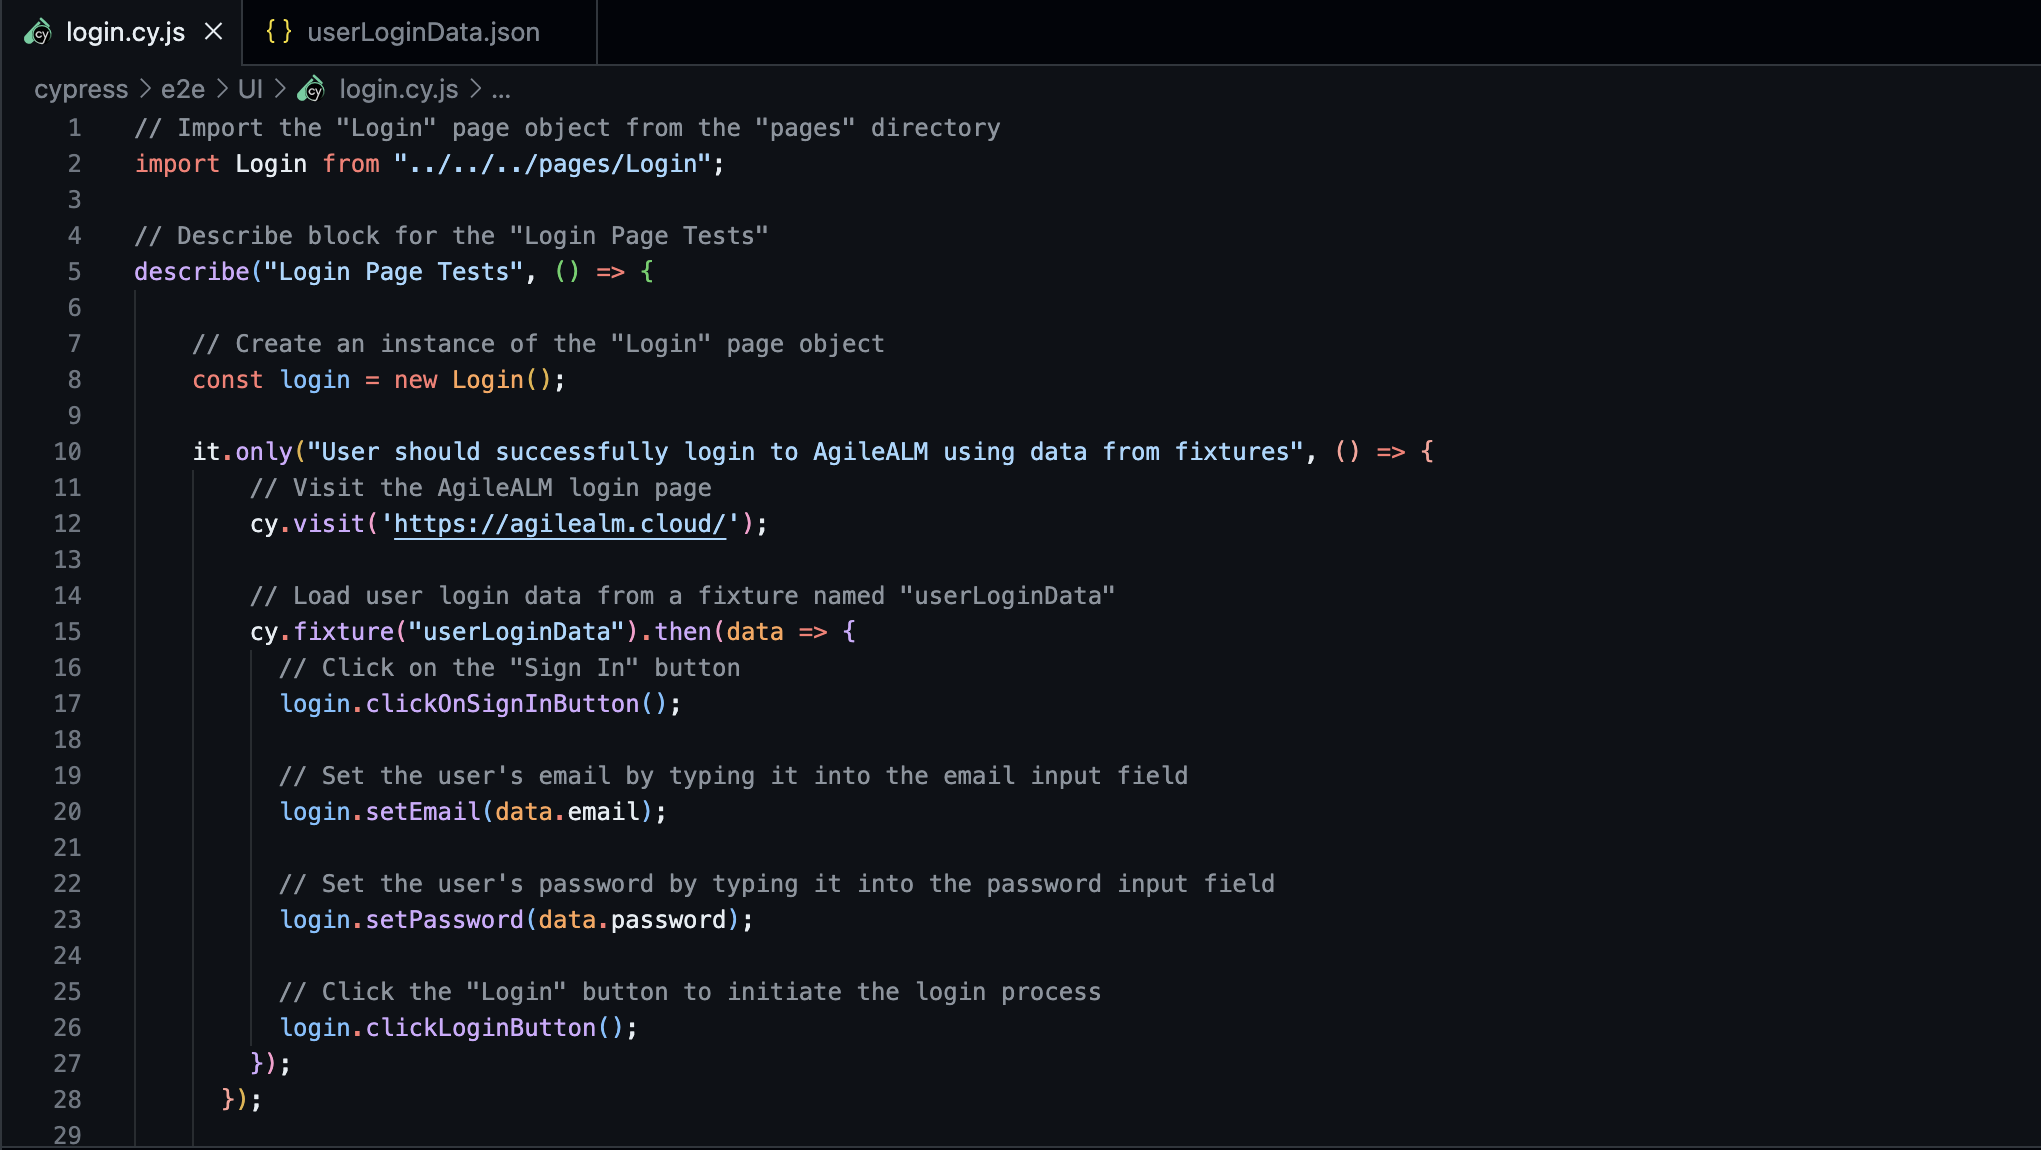 login.cy.js
{} userLoginData.json
cypress > e2e > UI > login.cy.js > ...
1 // Import the "Login" page object from the "pages" directory
2 import Login from "../../../pages/Login";
3
4 // Describe block for the "Login Page Tests"
5 describe("Login Page Tests", () => {
6
7 // Create an instance of the "Login" page object
8 const login = new Login();
9
10 it.only("User should successfully login to AgileALM using data from fixtures", () => {
11 // Visit the AgileALM login page
12 cy.visit('https://agilealm.cloud/');
13
14 // Load user login data from a fixture named "userLoginData"
15 cy.fixture("userLoginData").then(data => {
16 // Click on the "Sign In" button
17 login.clickOnSignInButton();
18
19 // Set the user's email by typing it into the email input field
20 login.setEmail(data.email);
21
22 // Set the user's password by typing it into the password input field
23 login.setPassword(data.password);
24
25 // Click the "Login" button to initiate the login process
26 login.clickLoginButton();
27 });
28 });
29